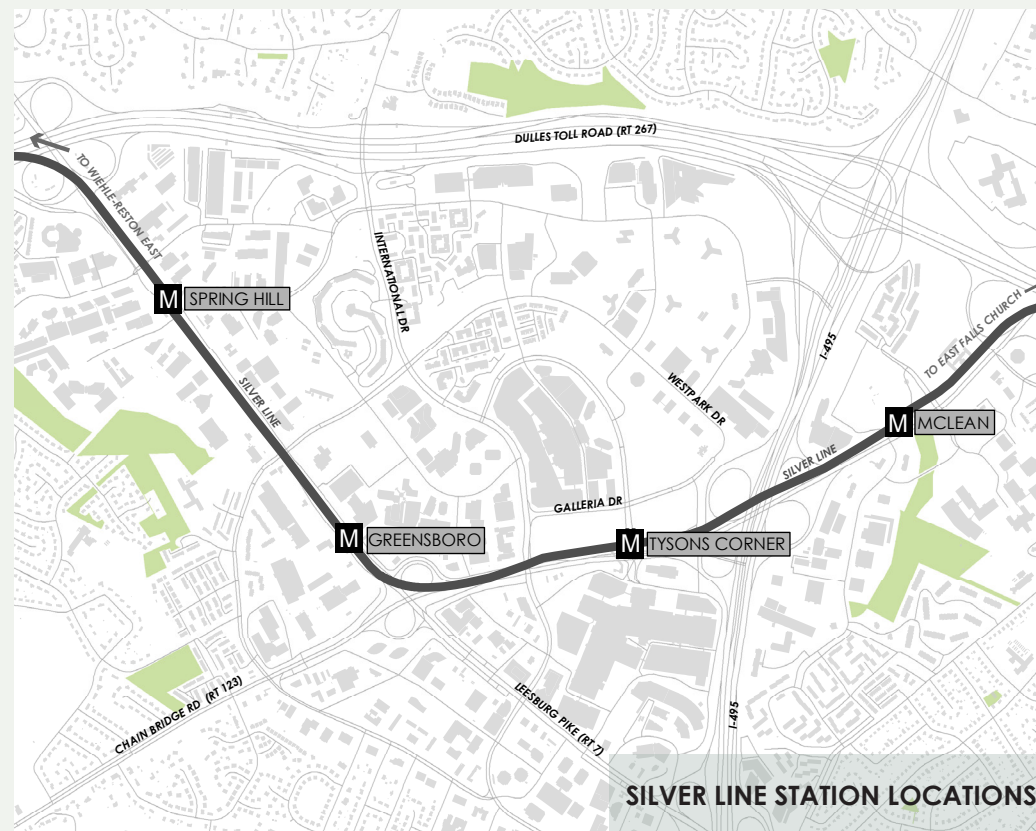 DULLES TOLL ROAD (RT 267)
TO WIEHLE-RESTON EAST
INTERNATIONAL DR
M SPRING HILL
TO EAST FALLS CHURCH
I-495
SILVER LINE
WESTPARK DR
M MCLEAN
SILVER LINE
GALLERIA DR
M GREENSBORO
M TYSONS CORNER
CHAIN BRIDGE RD (RT 123)
LEESBURG PIKE (RT 7)
I-495
SILVER LINE STATION LOCATIONS